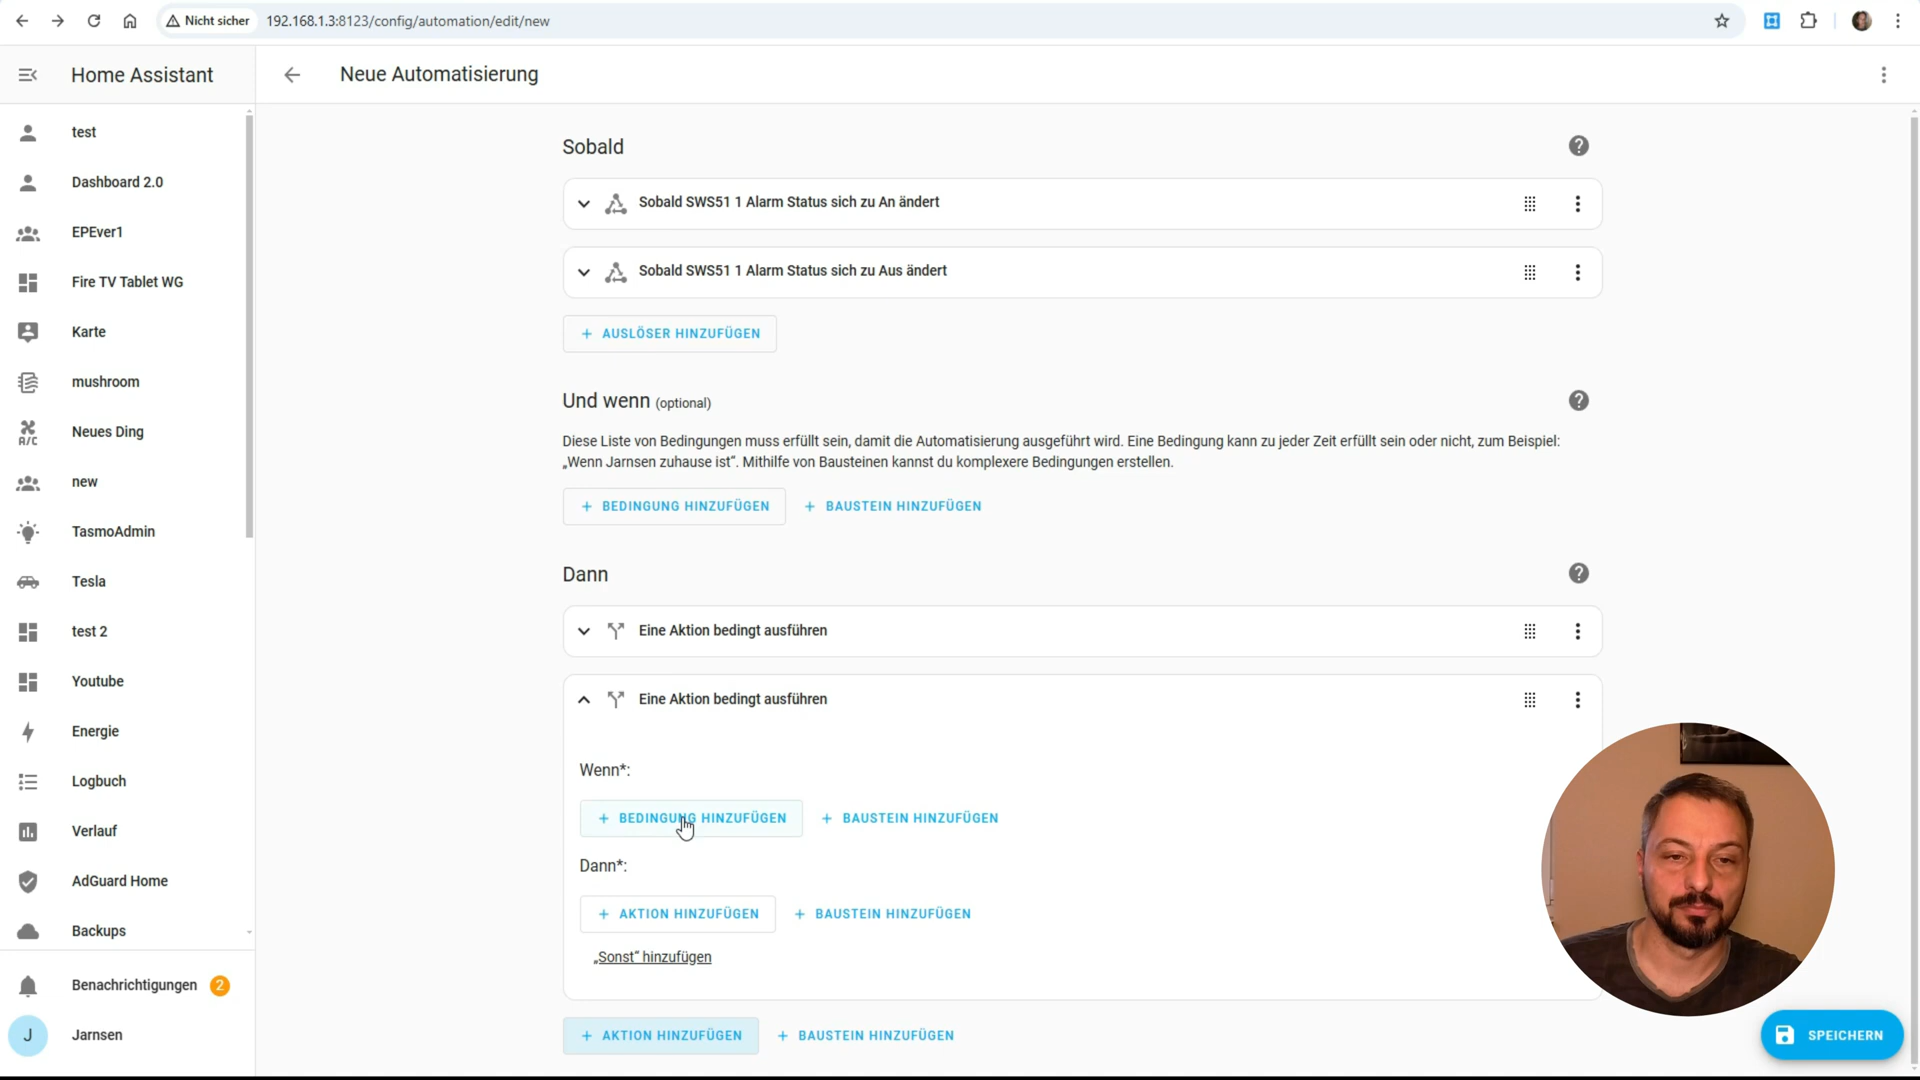 Nicht sicher
192.168.1.3:8123/config/automation/edit/new
Home Assistant
Neue Automatisierung
test
Dashboard 2.0
EPEver1
Fire TV Tablet WG
Karte
mushroom
A/C
Neues Ding
new
TasmoAdmin
Tesla
test 2
Youtube
Energie
Logbuch
Verlauf
AdGuard Home
Backups
Benachrichtigungen 2
J Jarnsen
Sobald
?
Sobald SWS51 1 Alarm Status sich zu An ändert
Sobald SWS51 1 Alarm Status sich zu Aus ändert
+ AUSLÖSER HINZUFÜGEN
Und wenn (optional)
?
Diese Liste von Bedingungen muss erfüllt sein, damit die Automatisierung ausgeführt wird. Eine Bedingung kann zu jeder Zeit erfüllt sein oder nicht, zum Beispiel:
„Wenn Jarnsen zuhause ist“. Mithilfe von Bausteinen kannst du komplexere Bedingungen erstellen.
+ BEDINGUNG HINZUFÜGEN + BAUSTEIN HINZUFÜGEN
Dann
?
Eine Aktion bedingt ausführen
Eine Aktion bedingt ausführen
Wenn*:
+ BEDINGUNG HINZUFÜGEN + BAUSTEIN HINZUFÜGEN
Dann*:
+ AKTION HINZUFÜGEN + BAUSTEIN HINZUFÜGEN
„Sonst“ hinzufügen
+ AKTION HINZUFÜGEN + BAUSTEIN HINZUFÜGEN
SPEICHERN